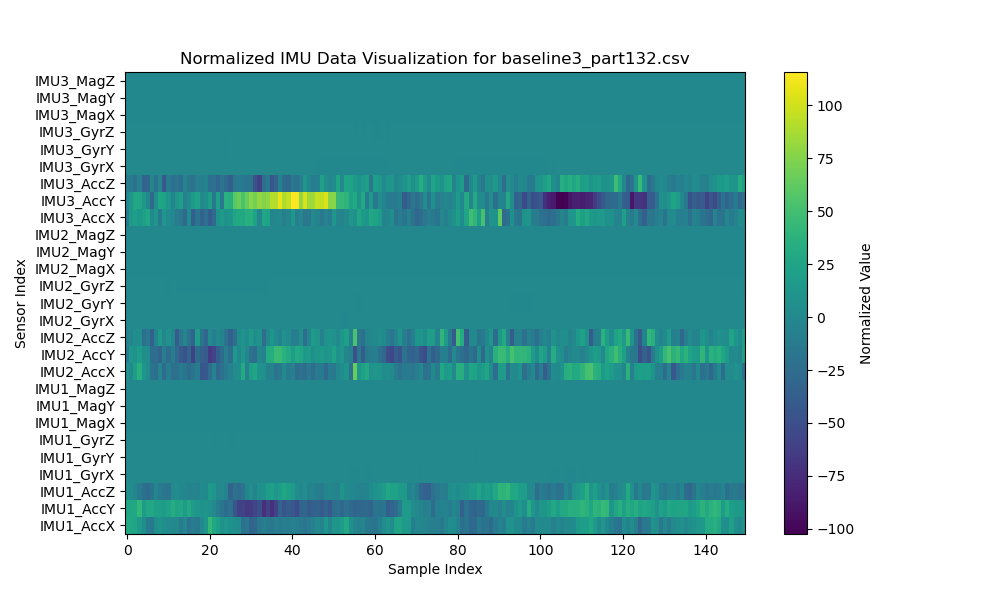 Normalized IMU Data Visualization for baseline3_part132.csv
IMU3_MagZ
IMU3_MagY
IMU3_MagX
IMU3_GyrZ
IMU3_GyrY
IMU3_GyrX
IMU3_AccZ
IMU3_AccY
IMU3_AccX
IMU2_MagZ
IMU2_MagY
IMU2_MagX
IMU2_GyrZ
IMU2_GyrY
IMU2_GyrX
IMU2_AccZ
IMU2_AccY
IMU2_AccX
IMU1_MagZ
IMU1_MagY
IMU1_MagX
IMU1_GyrZ
IMU1_GyrY
IMU1_GyrX
IMU1_AccZ
IMU1_AccY
IMU1_AccX
Sensor Index
0 20 40 60 80 100 120 140
Sample Index
100
75
50
25
0
−25
−50
−75
−100
Normalized Value